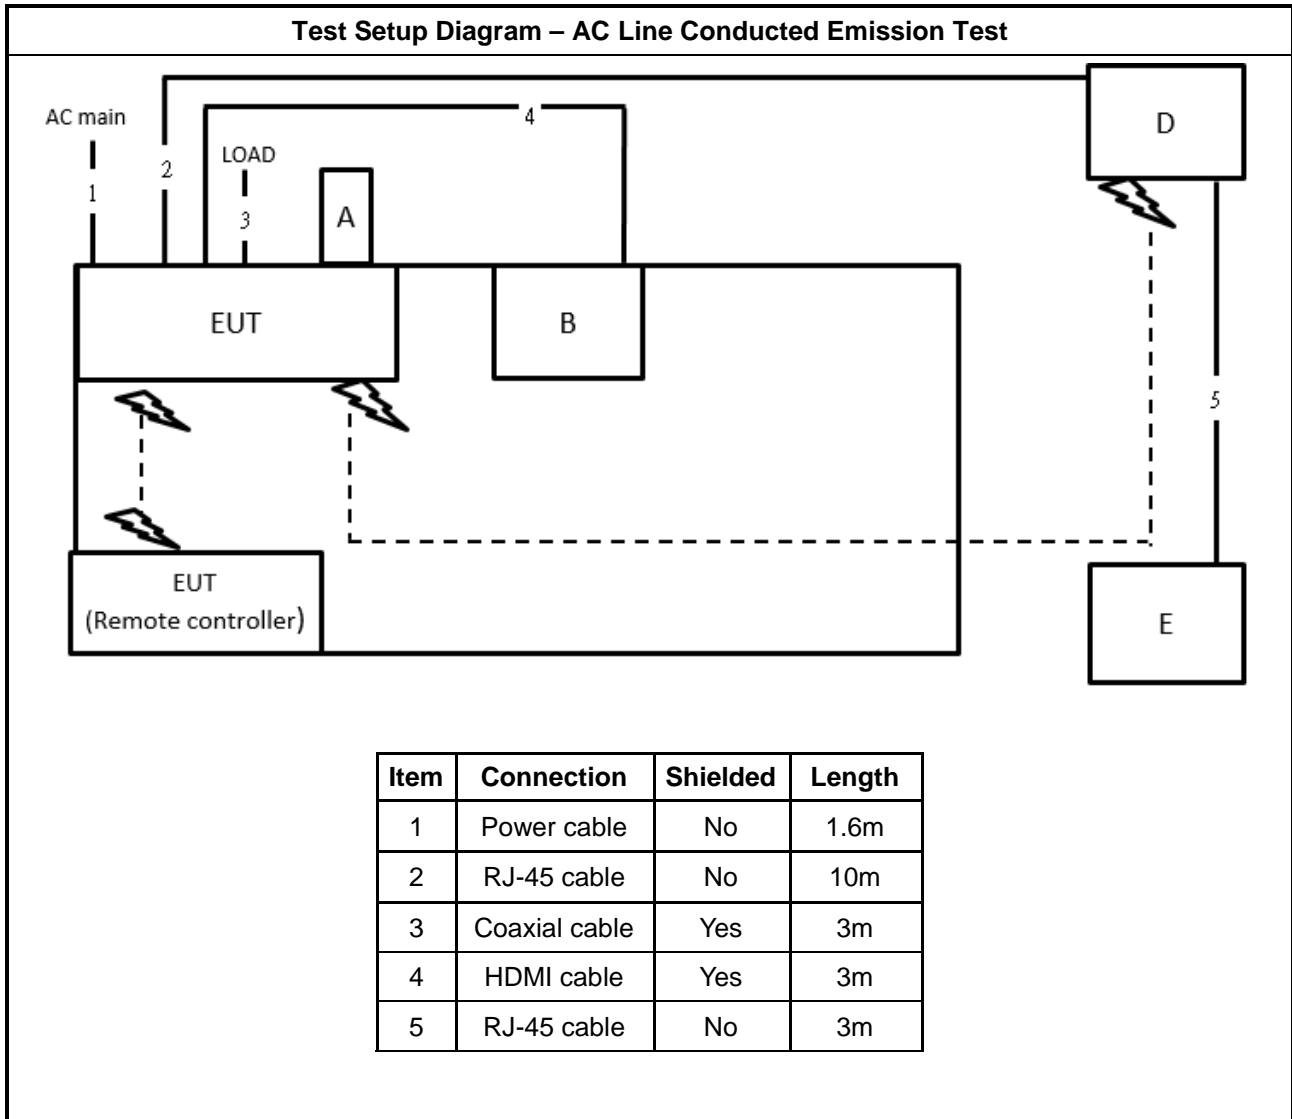 Test Setup Diagram – AC Line Conducted Emission Test
AC main
1
2
4
LOAD
3
A
D
EUT
B
5
EUT
(Remote controller)
E
Item Connection Shielded Length
1 Power cable No 1.6m
2 RJ-45 cable No 10m
3 Coaxial cable Yes 3m
4 HDMI cable Yes 3m
5 RJ-45 cable No 3m